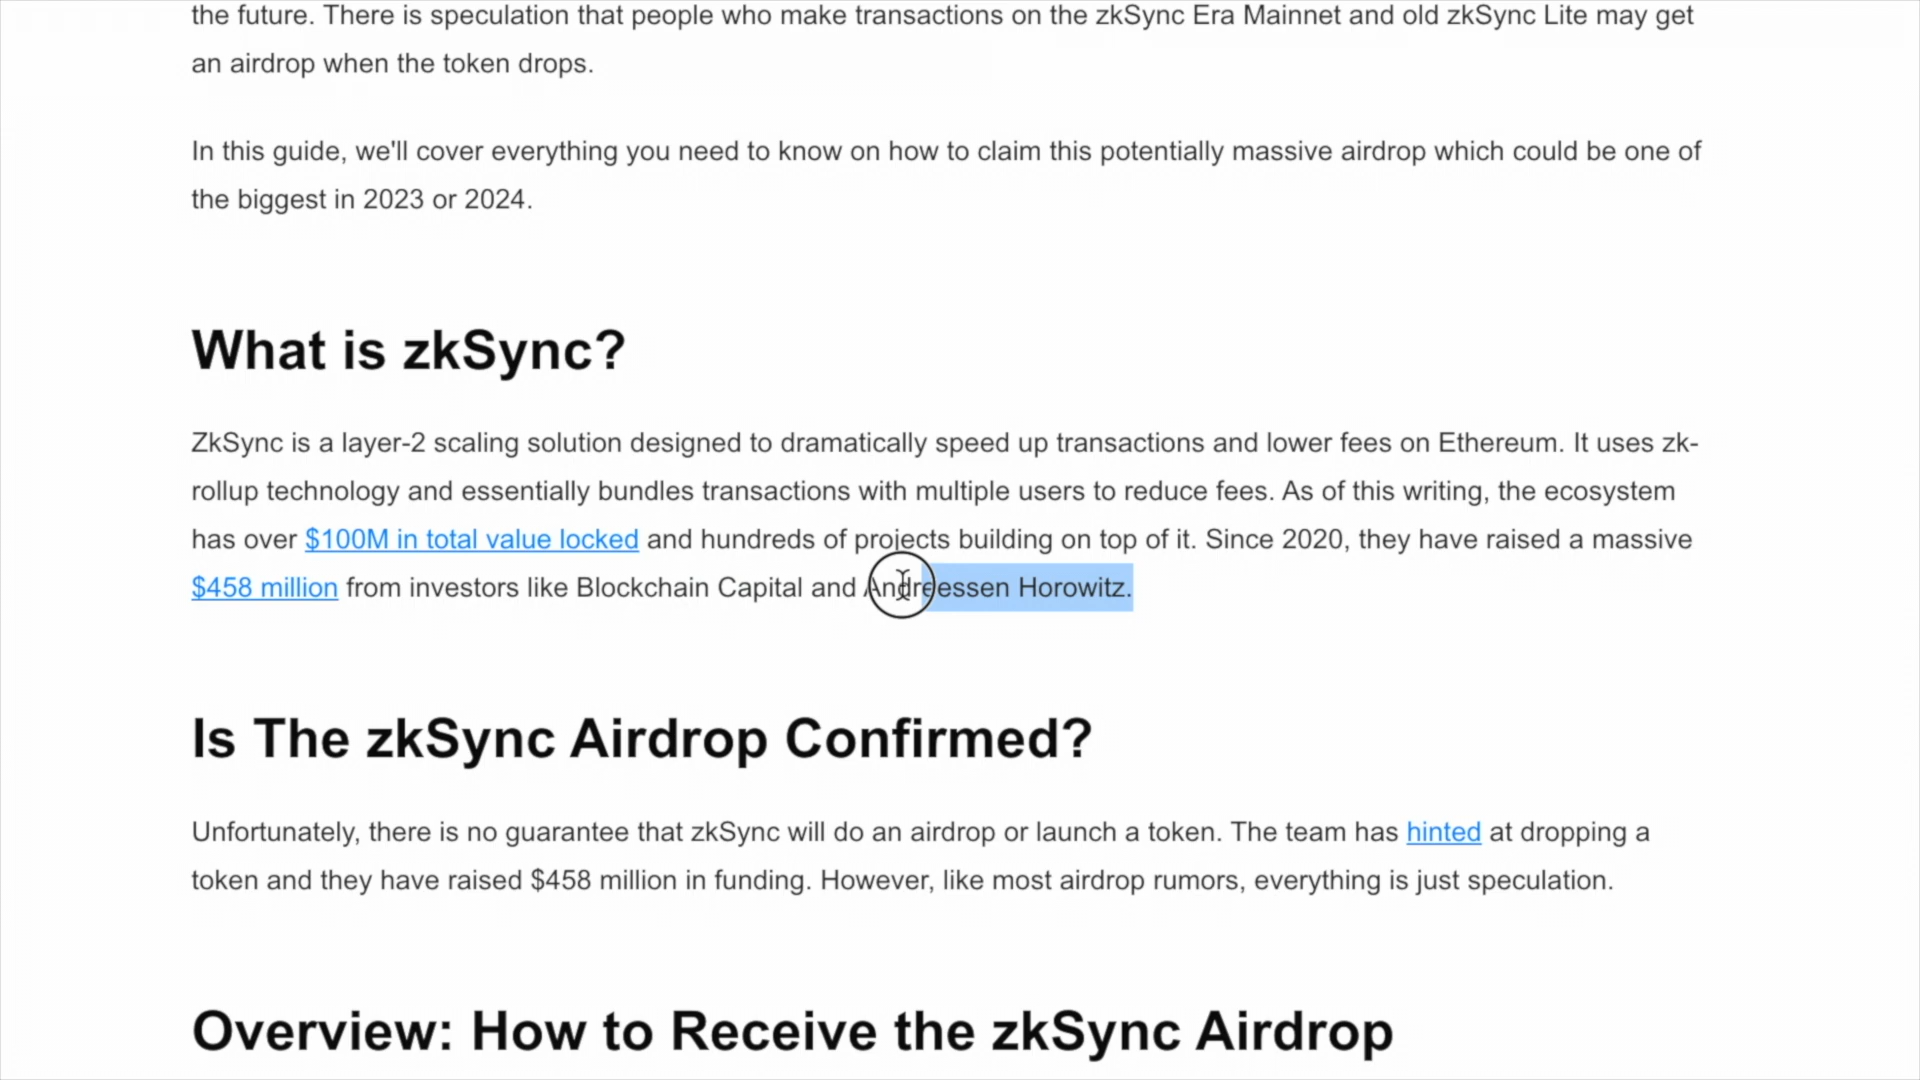 the future. There is speculation that people who make transactions on the zkSync Era Mainnet and old zkSync Lite may get
an airdrop when the token drops.
In this guide, we'll cover everything you need to know on how to claim this potentially massive airdrop which could be one of
the biggest in 2023 or 2024.
What is zkSync?
ZkSync is a layer-2 scaling solution designed to dramatically speed up transactions and lower fees on Ethereum. It uses zk-
rollup technology and essentially bundles transactions with multiple users to reduce fees. As of this writing, the ecosystem
has over $100M in total value locked and hundreds of projects building on top of it. Since 2020, they have raised a massive
$458 million from investors like Blockchain Capital and Andreessen Horowitz.
Is The zkSync Airdrop Confirmed?
Unfortunately, there is no guarantee that zkSync will do an airdrop or launch a token. The team has hinted at dropping a
token and they have raised $458 million in funding. However, like most airdrop rumors, everything is just speculation.
Overview: How to Receive the zkSync Airdrop